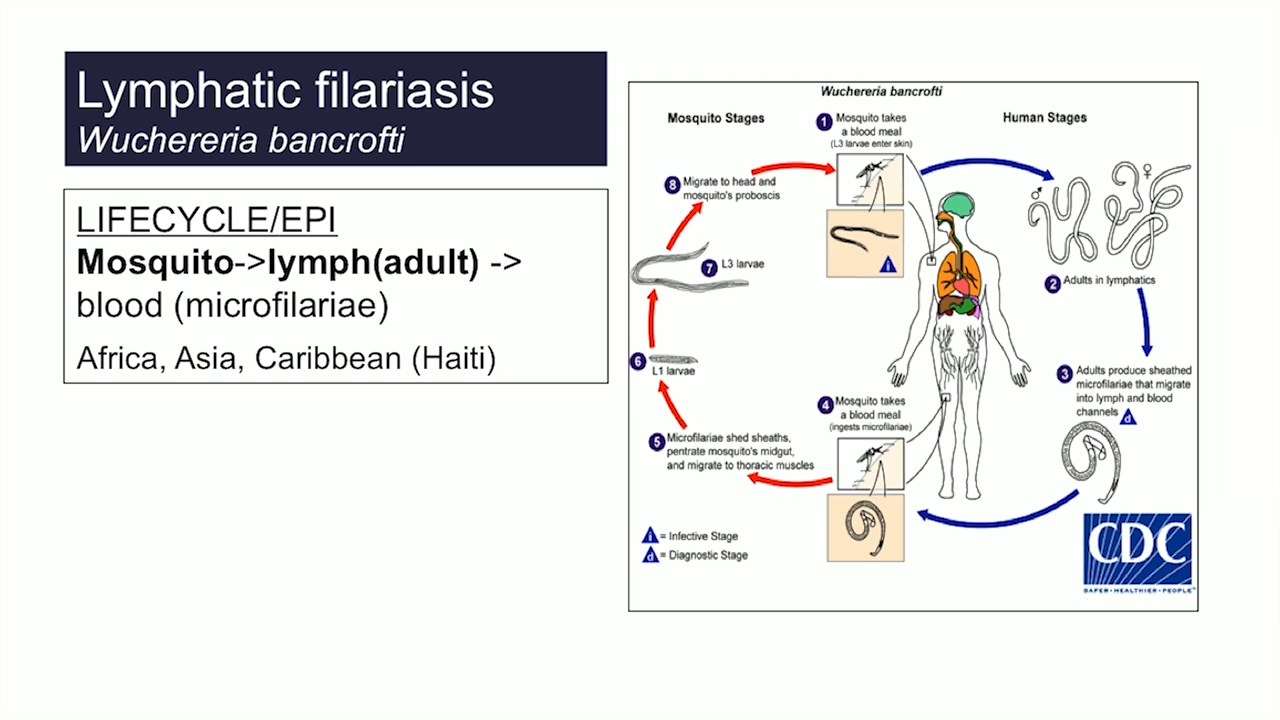 Lymphatic filariasis
Wuchereria bancrofti
LIFECYCLE/EPI
Mosquito->lymph(adult) ->
blood (microfilariae)
Africa, Asia, Caribbean (Haiti)
Wuchereria bancrofti
Mosquito Stages
Human Stages
1 Mosquito takes
a blood meal
(L3 larvae enter skin)
i
♂
♀
2 Adults in lymphatics
3 Adults produce sheathed
microfilariae that migrate
into lymph and blood
channels d
4 Mosquito takes
a blood meal
(ingests microfilariae)
5 Microfilariae shed sheaths,
pentrate mosquito's midgut,
and migrate to thoracic muscles
6
L1 larvae
7 L3 larvae
8 Migrate to head and
mosquito's proboscis
i = Infective Stage
d = Diagnostic Stage
CDC
SAFER • HEALTHIER • PEOPLE™